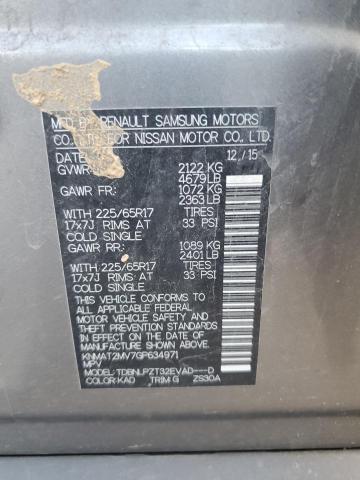 MFD BY RENAULT SAMSUNG MOTORS
CO., LTD. FOR NISSAN MOTOR CO., LTD.
DATE 12/15
GVWR 2122 KG
4679 LB
GAWR FR: 1072 KG
2363 LB
WITH 225/65R17 TIRES
17x7J RIMS AT 33 PSI
COLD SINGLE
GAWR RR: 1089 KG
2401 LB
WITH 225/65R17 TIRES
17x7J RIMS AT 33 PSI
COLD SINGLE
THIS VEHICLE CONFORMS TO
ALL APPLICABLE FEDERAL
MOTOR VEHICLE SAFETY
STANDARDS IN EFFECT ON THE
DATE OF MANUFACTURE SHOWN
ABOVE.
KNMAT2MV7GP634971
MPV
MODEL: TDBNLPZT32EVAD---D
COLOR: KAD TRIM: G ZS30A